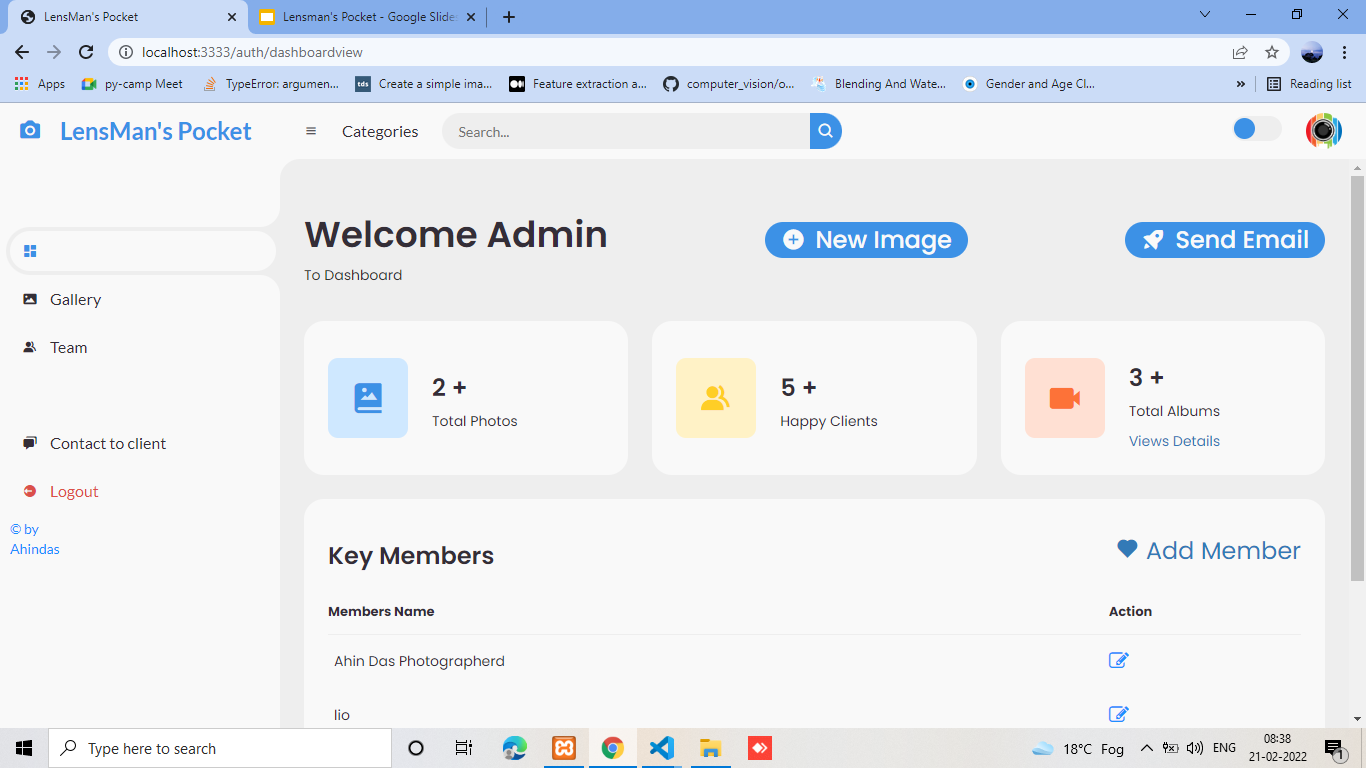 LensMan's Pocket
Lensman's Pocket - Google Slides
localhost:3333/auth/dashboardview
Apps
py-camp Meet
TypeError: argumen...
tds Create a simple ima...
Feature extraction a...
computer_vision/o...
Blending And Wate...
Gender and Age Cl...
»
Reading list
LensMan's Pocket
Categories
Search...
Welcome Admin
New Image
Send Email
To Dashboard
Gallery
Team
Contact to client
Logout
© by
Ahindas
2 +
Total Photos
5 +
Happy Clients
3 +
Total Albums
Views Details
Key Members
Add Member
Members Name
Action
Ahin Das Photographerd
lio
Type here to search
18°C Fog
ENG
08:38
21-02-2022
1